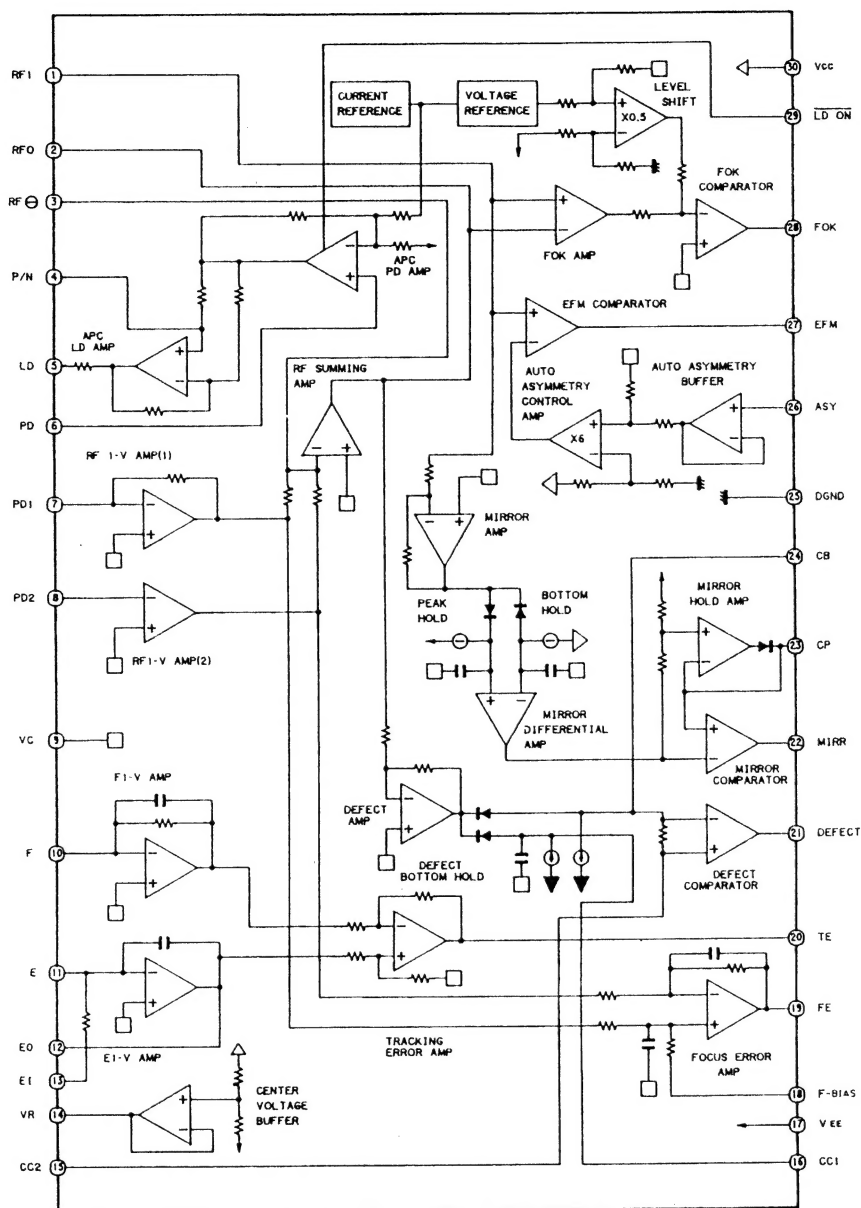 1 RF1
2 RFO
3 RF ⊖
4 P/N
5 LD
6 PD
7 PD1
8 PD2
9 VC
10 F
11 E
12 EO
13 EI
14 VR
15 CC2
30 Vcc
29 LD ON
28 FOK
27 EFM
26 ASY
25 DGND
24 CB
23 CP
22 MIRR
21 DEFECT
20 TE
19 FE
18 F-BIAS
17 VEE
16 CC1
CURRENT
REFERENCE
VOLTAGE
REFERENCE
LEVEL
SHIFT
+
X0.5
−
FOK
COMPARATOR
−
+
+
−
FOK AMP
−
+
APC
PD AMP
APC
LD AMP
+
−
EFM COMPARATOR
+
−
RF SUMMING
AMP
− +
AUTO
ASYMMETRY
CONTROL
AMP
+
X6
−
AUTO ASYMMETRY
BUFFER
+
−
RF 1-V AMP(1)
−
+
− +
MIRROR
AMP
−
+
RF1-V AMP(2)
PEAK
HOLD
BOTTOM
HOLD
+ −
MIRROR
DIFFERENTIAL
AMP
MIRROR
HOLD AMP
+
−
+
−
MIRROR
COMPARATOR
F1-V AMP
−
+
DEFECT
AMP
−
+
DEFECT
BOTTOM HOLD
−
+
DEFECT
COMPARATOR
−
+
TRACKING
ERROR AMP
−
+
E1-V AMP
−
+
FOCUS ERROR
AMP
+
−
CENTER
VOLTAGE
BUFFER